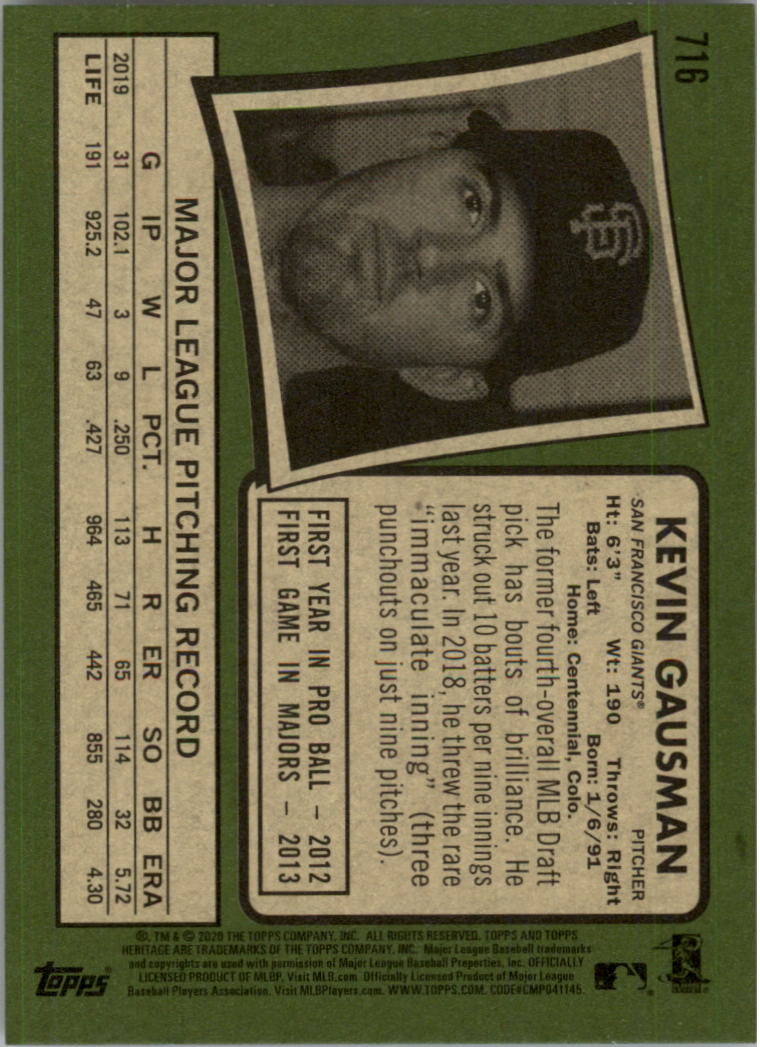 716
KEVIN GAUSMAN
SAN FRANCISCO GIANTS® PITCHER
Ht: 6'3" Wt: 190 Throws: Right
Bats: Left Born: 1/6/91
Home: Centennial, Colo.
The former fourth-overall MLB Draft
pick has bouts of brilliance. He
struck out 10 batters per nine innings
last year. In 2018, he threw the rare
"immaculate inning" (three
punchouts on just nine pitches).
FIRST YEAR IN PRO BALL – 2012
FIRST GAME IN MAJORS – 2013
SF
MAJOR LEAGUE PITCHING RECORD
G IP W L PCT. H R ER SO BB ERA
2019 31 102.1 3 9 .250 113 71 65 114 32 5.72
LIFE 191 925.2 47 63 .427 964 465 442 855 280 4.30
®, TM & © 2020 THE TOPPS COMPANY, INC. ALL RIGHTS RESERVED. TOPPS AND TOPPS
HERITAGE ARE TRADEMARKS OF THE TOPPS COMPANY, INC. Major League Baseball trademarks
and copyrights are used with permission of Major League Baseball Properties, Inc. OFFICIALLY
LICENSED PRODUCT OF MLBP. Visit MLB.com. Officially Licensed Product of Major League
Baseball Players Association. Visit MLBPlayers.com. WWW.TOPPS.COM. CODE#CMP041145.
Topps®